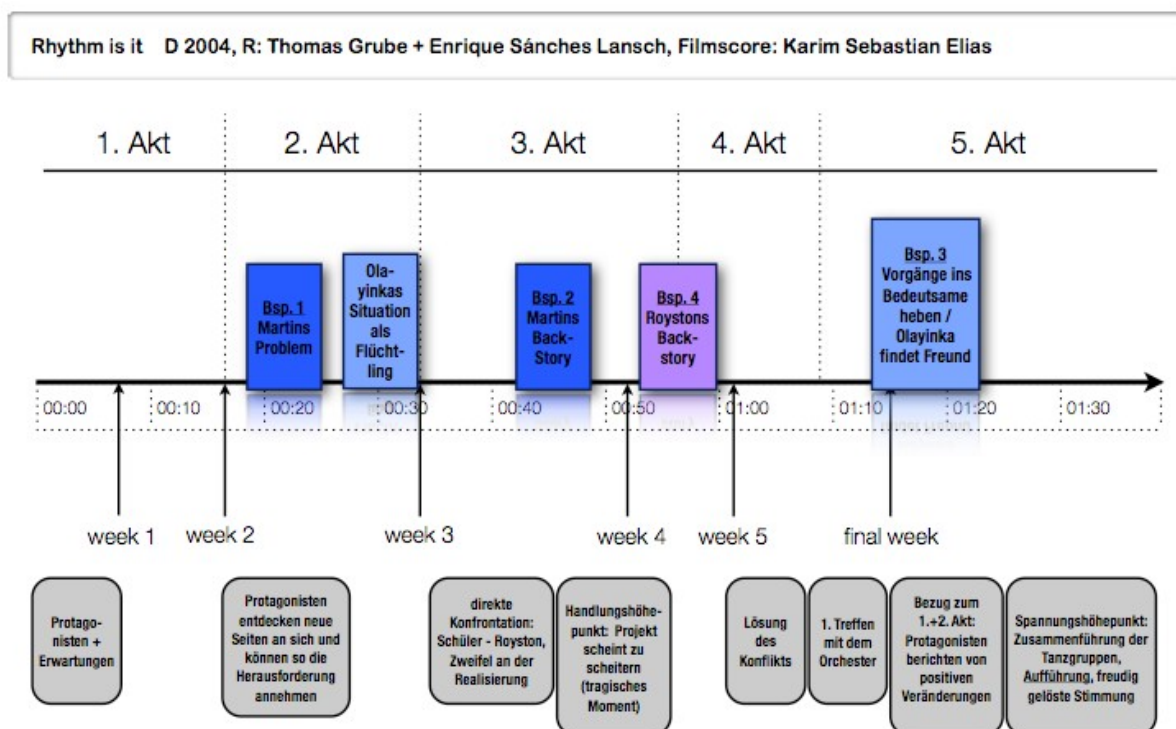 Rhythm is it D 2004, R: Thomas Grube + Enrique Sánches Lansch, Filmscore: Karim Sebastian Elias
1. Akt
2. Akt
3. Akt
4. Akt
5. Akt
Bsp. 1
Martins
Problem
Ola-
yinkas
Situation
als
Flücht-
ling
Bsp. 2
Martins
Back-
Story
Bsp. 4
Roystons
Back-
story
Bsp. 3
Vorgänge ins
Bedeutsame
heben /
Olayinka
findet Freund
00:00
00:10
00:20
00:30
00:40
00:50
01:00
01:10
01:20
01:30
week 1
week 2
week 3
week 4
week 5
final week
Protago-
nisten +
Erwartungen
Protagonisten
entdecken neue
Seiten an sich und
können so die
Herausforderung
annehmen
direkte
Konfrontation:
Schüler - Royston,
Zweifel an der
Realisierung
Handlungshöhe-
punkt: Projekt
scheint zu
scheitern
(tragisches
Moment)
Lösung
des
Konflikts
1. Treffen
mit dem
Orchester
Bezug zum
1.+2. Akt:
Protagonisten
berichten von
positiven
Veränderungen
Spannungshöhepunkt:
Zusammenführung der
Tanzgruppen,
Aufführung, freudig
gelöste Stimmung